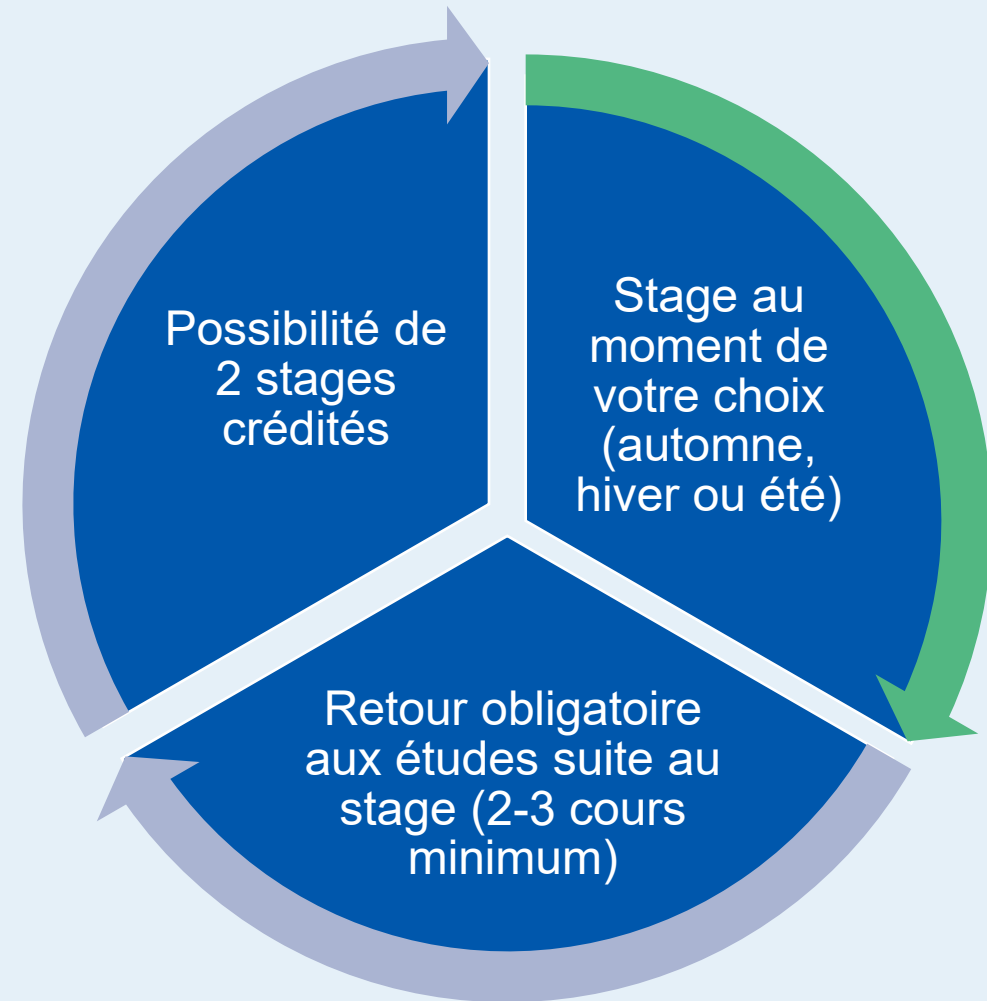 Possibilité de
2 stages
crédités
Stage au
moment de
votre choix
(automne,
hiver ou été)
Retour obligatoire
aux études suite au
stage (2-3 cours
minimum)